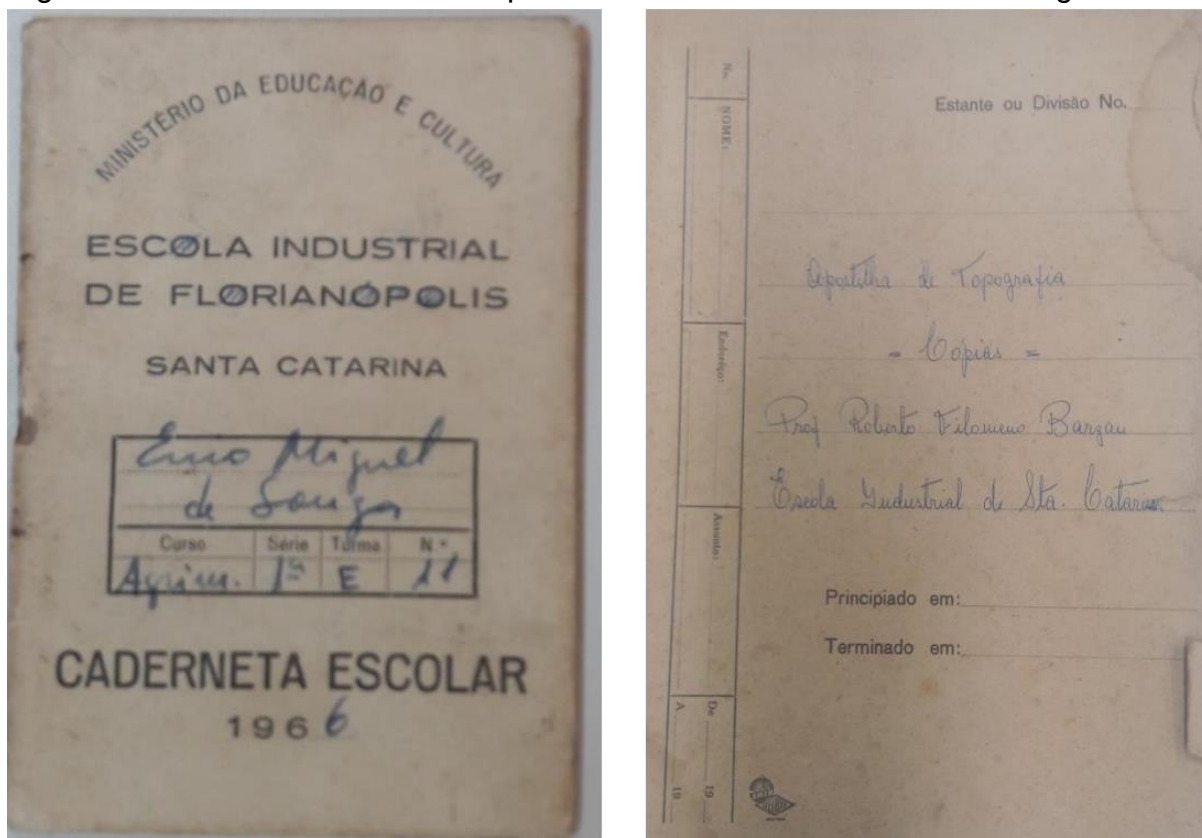 MINISTÉRIO DA EDUCAÇÃO E CULTURA
ESCOLA INDUSTRIAL
DE FLORIANÓPOLIS
SANTA CATARINA
Enio Miguel
de Souza
Curso Série Turma N.º
Agrim. 1ª E 11
CADERNETA ESCOLAR
1966
No.
NOME:
Endereço:
Assunto:
De 19
A 19
Estante ou Divisão No.
Apostilha de Topografia
= Copias =
Prof Roberto Filomeno Barzan
Escola Industrial de Sta. Catarina
Principiado em:
Terminado em: